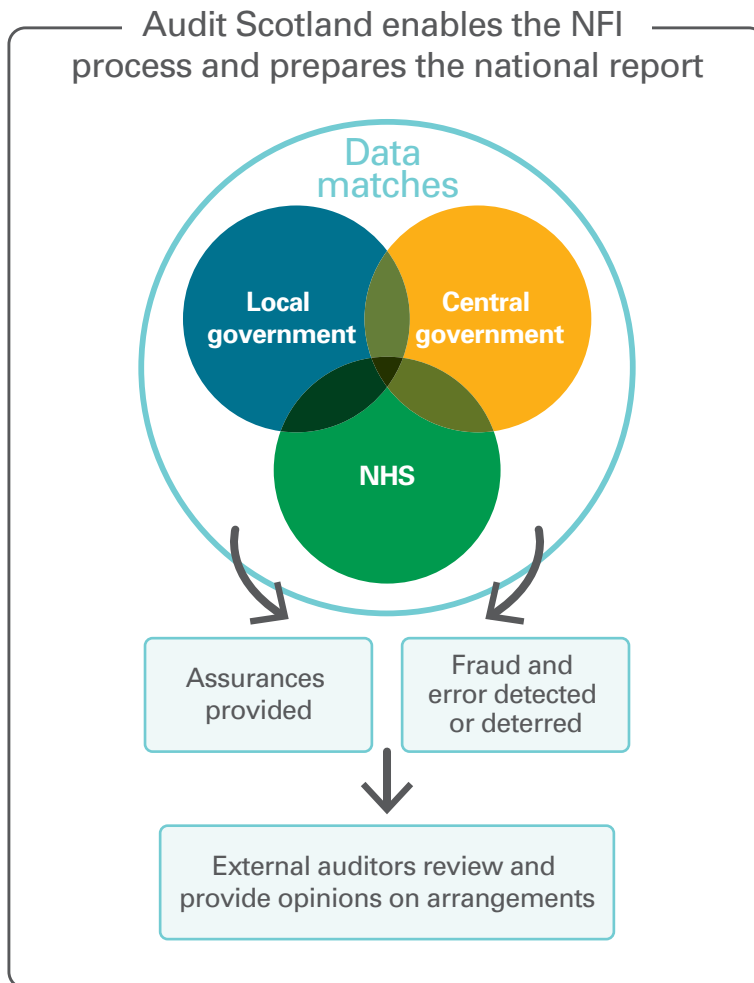 Audit Scotland enables the NFI
process and prepares the national report
Data
matches
Local
government
Central
government
NHS
Assurances
provided
Fraud and
error detected
or deterred
External auditors review and
provide opinions on arrangements